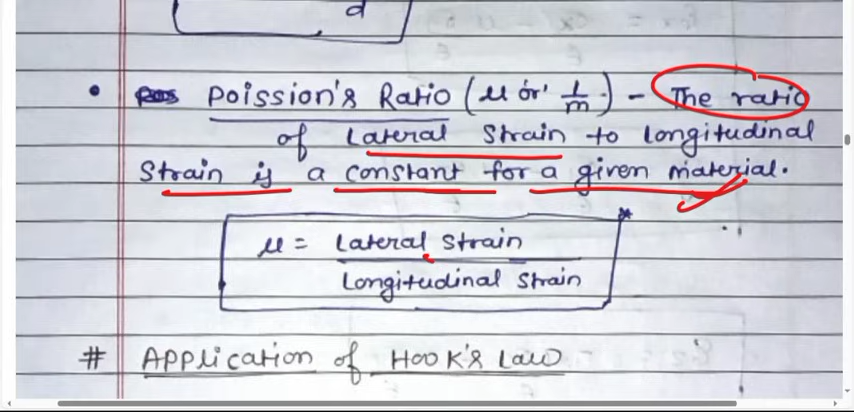 d
• Poission's Ratio (μ or 1/m) - The ratio
of Lateral Strain to longitudinal
Strain is a constant for a given material.
μ = Lateral Strain / Longitudinal Strain
# Application of Hook's Law